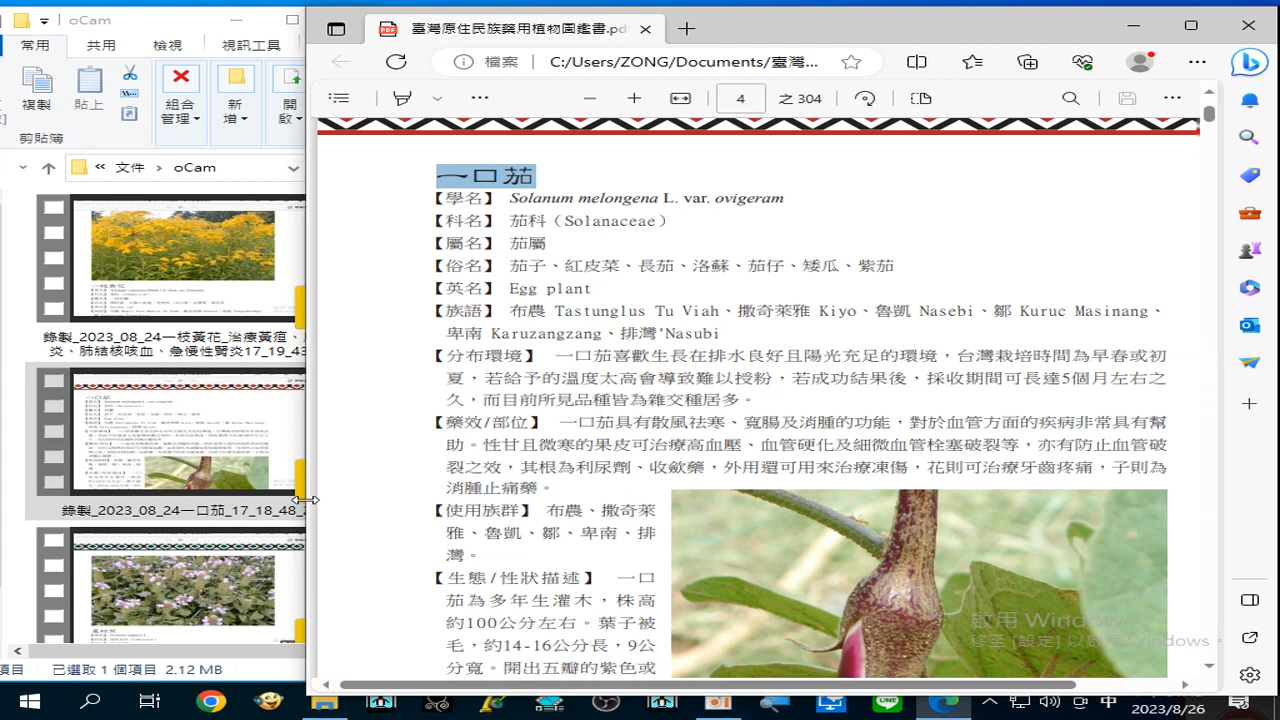 oCam
常用 共用 檢視 視訊工具
複製 貼上 組合管理 新增 開啟
剪貼簿
« 文件 › oCam
錄製_2023_08_24一枝黃花_治療黃疸、
炎、肺結核咳血、急慢性腎炎17_19_43
錄製_2023_08_24一口茄_17_18_48_
項目 已選取 1 個項目 2.12 MB
臺灣原住民族藥用植物圖鑑書.pd
檔案 C:/Users/ZONG/Documents/臺灣...
4 之 304
一口茄
【學名】 Solanum melongena L. var. ovigeram
【科名】 茄科（Solanaceae）
【屬名】 茄屬
【俗名】 茄子、紅皮菜、長茄、洛蘇、茄仔、矮瓜、紫茄
【英名】 Egg plant
【族語】 布農 Tastunglus Tu Viah、撒奇萊雅 Kiyo、魯凱 Nasebi、鄒 Kuruc Masinang、
卑南 Karuzangzang、排灣'Nasubi
【分布環境】 一口茄喜歡生長在排水良好且陽光充足的環境，台灣栽培時間為早春或初
夏，若給予的溫度太高會導致難以授粉，若成功結果後，採收期間可長達5個月左右之
久，而目前所見品種皆為雜交種居多。
【藥效/部位】 一口茄具有散風祛寒、寬腸及消腫的功能，對於血管方面的疾病非常具有幫
助。性甘且微寒的果皮可治療高血壓、血管硬化及細微血管栓塞破裂等，亦有防止血管破
裂之效，其根為利尿劑、收斂藥，外用還可用來治療凍傷，花則可治療牙齒疼痛，子則為
消腫止痛藥。
【使用族群】 布農、撒奇萊
雅、魯凱、鄒、卑南、排
灣。
【生態/性狀描述】 一口
茄為多年生灌木，株高
約100公分左右。葉子被
毛，約14-16公分長，9公
分寬。開出五瓣的紫色或
啟用 Windows
移至 [設定] 以啟用 Windows
中
2023/8/26